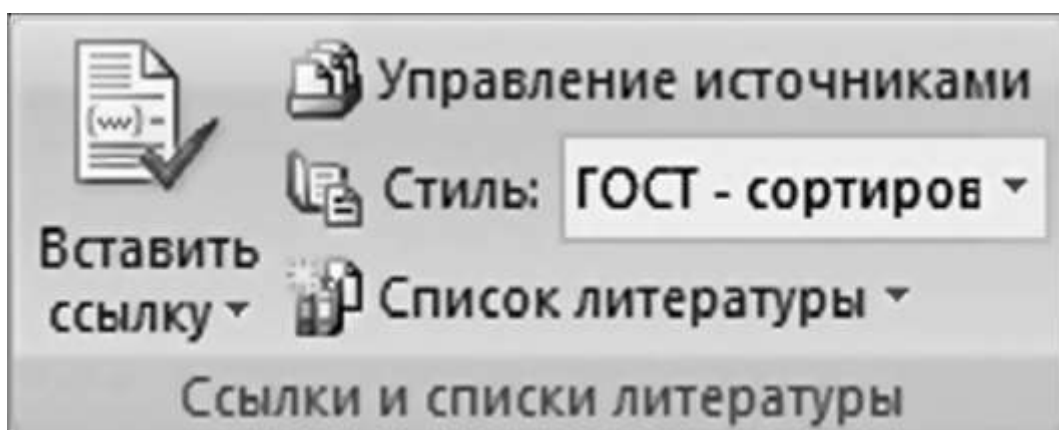 Вставить
ссылку
Управление источниками
Стиль: ГОСТ - сортиров
Список литературы
Ссылки и списки литературы